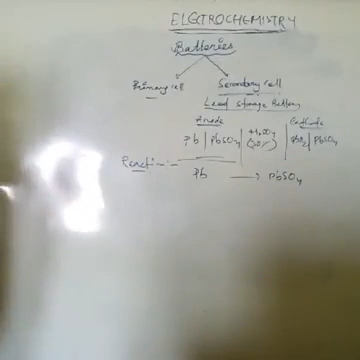 ELECTROCHEMISTRY
Batteries
Primary cell Secondary cell
Lead storage Battery
Anode Cathode
Pb | PbSO4 | H2SO4 | PbO2 | PbSO4
Reaction :-
Pb → PbSO4